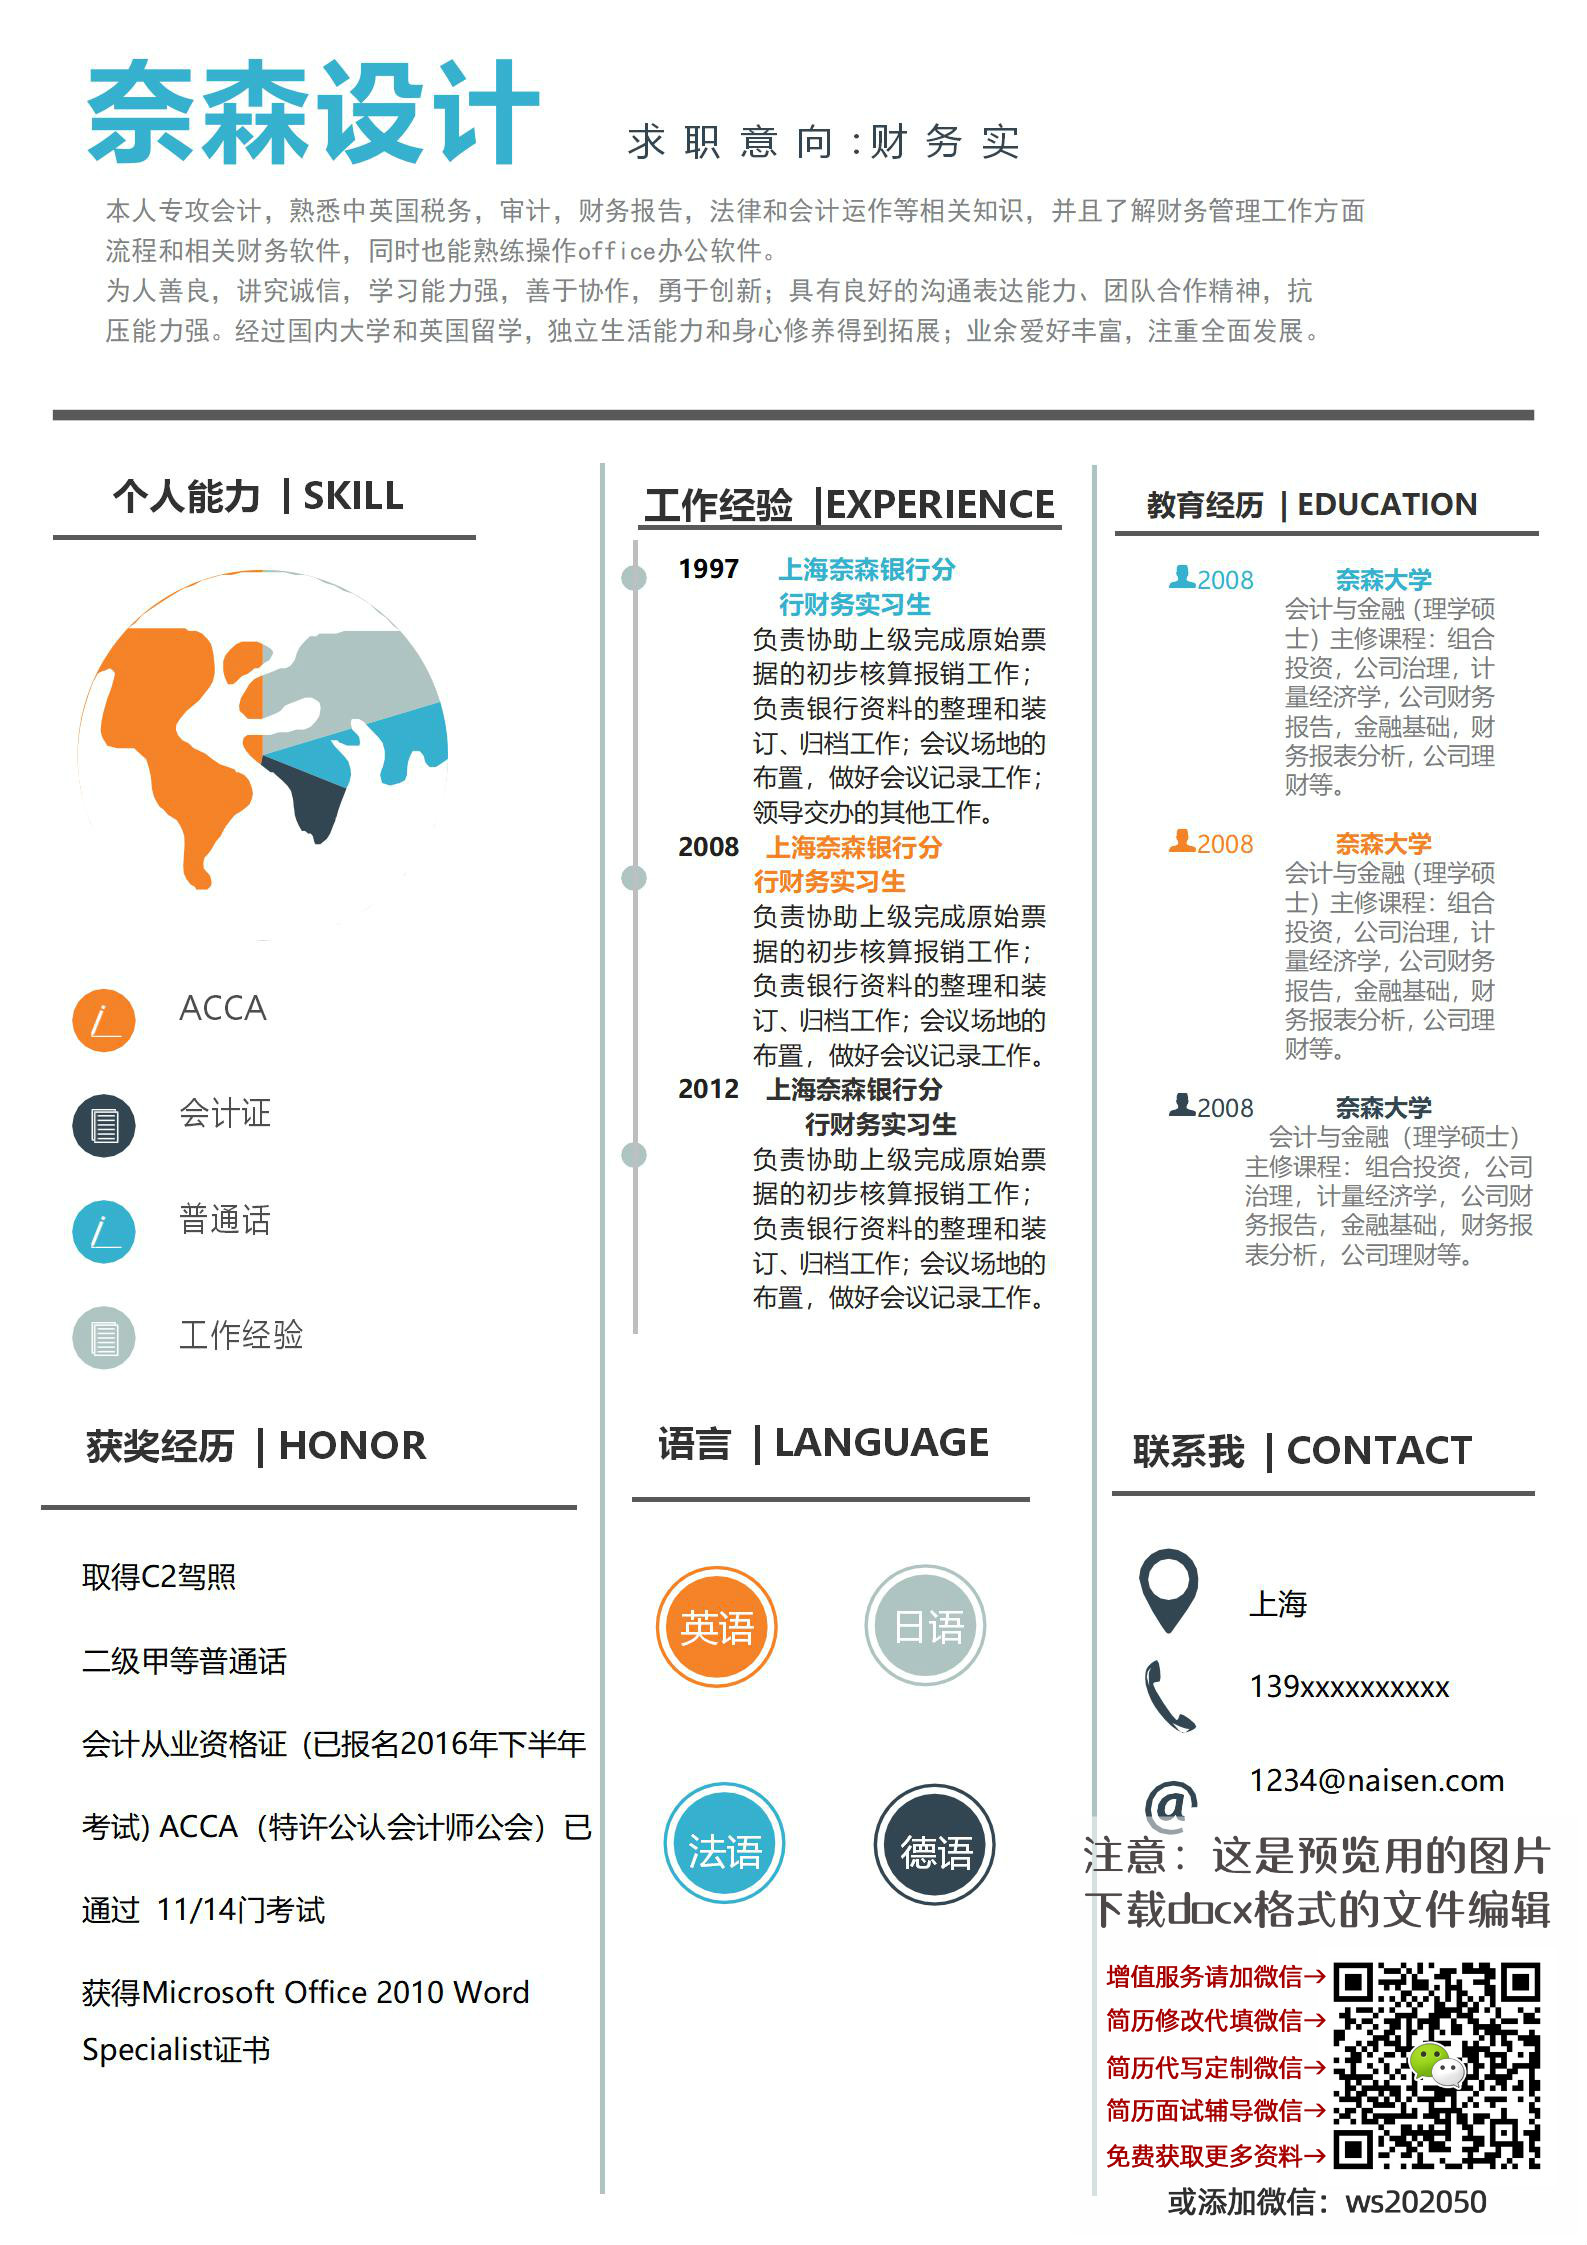 奈森设计
求职意向:财务实
本人专攻会计，熟悉中英国税务，审计，财务报告，法律和会计运作等相关知识，并且了解财务管理工作方面
流程和相关财务软件，同时也能熟练操作office办公软件。
为人善良，讲究诚信，学习能力强，善于协作，勇于创新；具有良好的沟通表达能力、团队合作精神，抗
压能力强。经过国内大学和英国留学，独立生活能力和身心修养得到拓展；业余爱好丰富，注重全面发展。
个人能力 | SKILL
ACCA
会计证
普通话
工作经验
工作经验 |EXPERIENCE
1997 上海奈森银行分
行财务实习生
负责协助上级完成原始票
据的初步核算报销工作；
负责银行资料的整理和装
订、归档工作；会议场地的
布置，做好会议记录工作；
领导交办的其他工作。
2008 上海奈森银行分
行财务实习生
负责协助上级完成原始票
据的初步核算报销工作；
负责银行资料的整理和装
订、归档工作；会议场地的
布置，做好会议记录工作。
2012 上海奈森银行分
行财务实习生
负责协助上级完成原始票
据的初步核算报销工作；
负责银行资料的整理和装
订、归档工作；会议场地的
布置，做好会议记录工作。
教育经历 | EDUCATION
2008 奈森大学
会计与金融（理学硕
士）主修课程：组合
投资，公司治理，计
量经济学，公司财务
报告，金融基础，财
务报表分析，公司理
财等。
2008 奈森大学
会计与金融（理学硕
士）主修课程：组合
投资，公司治理，计
量经济学，公司财务
报告，金融基础，财
务报表分析，公司理
财等。
2008 奈森大学
会计与金融（理学硕士）
主修课程：组合投资，公司
治理，计量经济学，公司财
务报告，金融基础，财务报
表分析，公司理财等。
获奖经历 | HONOR
取得C2驾照
二级甲等普通话
会计从业资格证 (已报名2016年下半年
考试) ACCA（特许公认会计师公会）已
通过 11/14门考试
获得Microsoft Office 2010 Word
Specialist证书
语言 | LANGUAGE
英语
日语
法语
德语
联系我 | CONTACT
上海
139xxxxxxxxxx
@ 1234@naisen.com
注意：这是预览用的图片
下载docx格式的文件编辑
增值服务请加微信→
简历修改代填微信→
简历代写定制微信→
简历面试辅导微信→
免费获取更多资料→
或添加微信：ws202050